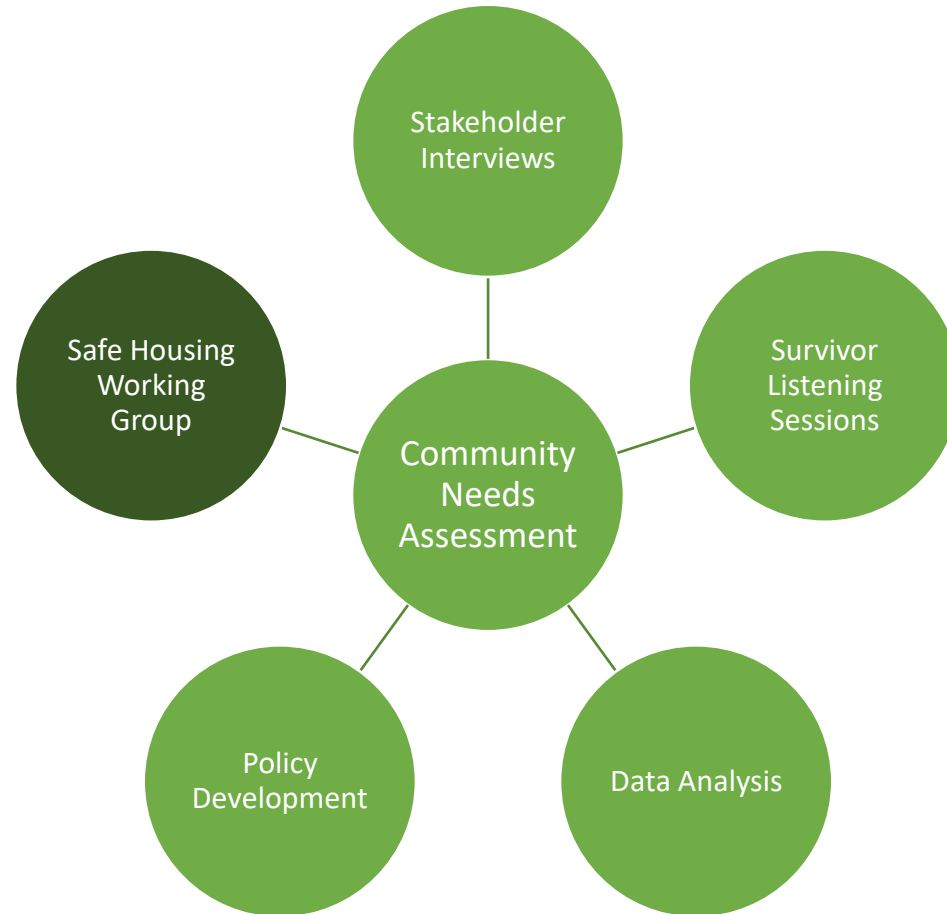 Stakeholder
Interviews
Safe Housing
Working
Group
Survivor
Listening
Sessions
Community
Needs
Assessment
Policy
Development
Data Analysis